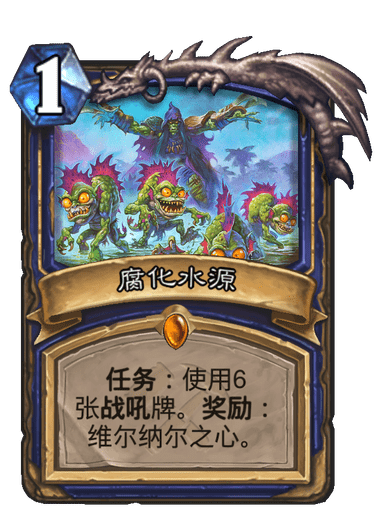 1
腐化水源
任务：使用6
张战吼牌。奖励：
维尔纳尔之心。